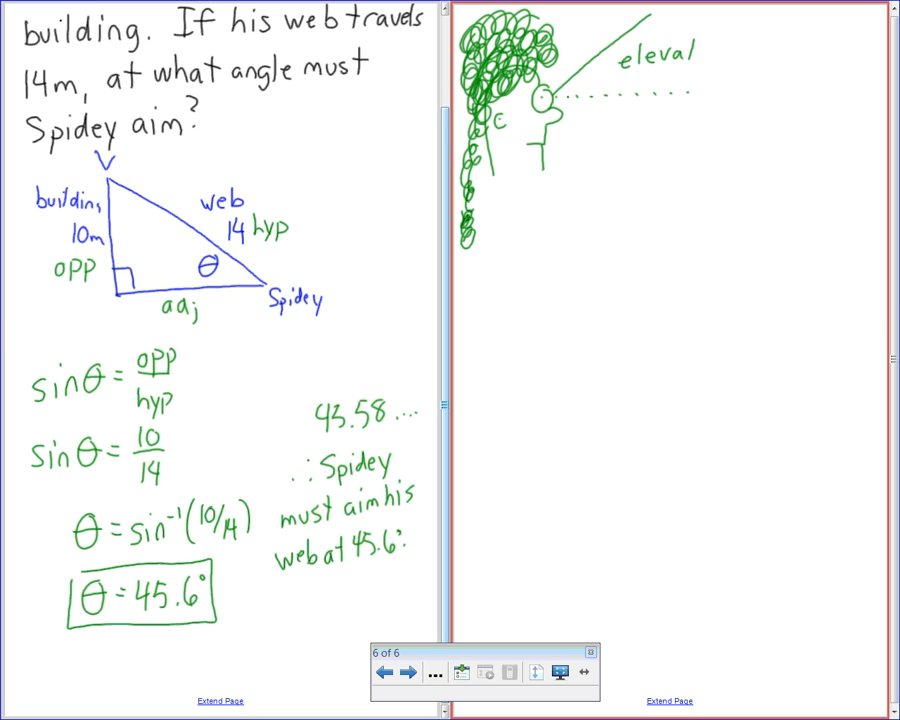 building. If his web travels
14m, at what angle must
Spidey aim?
building
10m
opp
web
14 hyp
θ
adj
Spidey
sinθ = opp
hyp
sinθ = 10
14
θ = sin⁻¹(10/14)
θ = 45.6°
45.58....
∴ Spidey
must aim his
web at 45.6°.
eleval
6 of 6
Extend Page
Extend Page